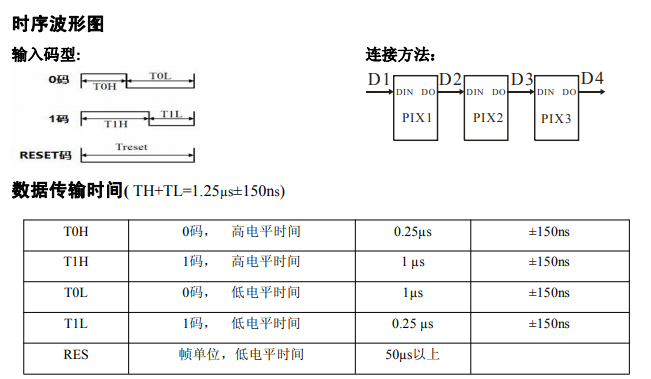 时序波形图
输入码型:
连接方法:
0码
T0H
T0L
1码
T1H
T1L
RESET码
Treset
D1
D2
D3
D4
DIN DO
PIX1
DIN DO
PIX2
DIN DO
PIX3
数据传输时间( TH+TL=1.25µs±150ns)
T0H 0码， 高电平时间 0.25µs ±150ns
T1H 1码， 高电平时间 1 µs ±150ns
T0L 0码， 低电平时间 1µs ±150ns
T1L 1码， 低电平时间 0.25 µs ±150ns
RES 帧单位，低电平时间 50µs以上